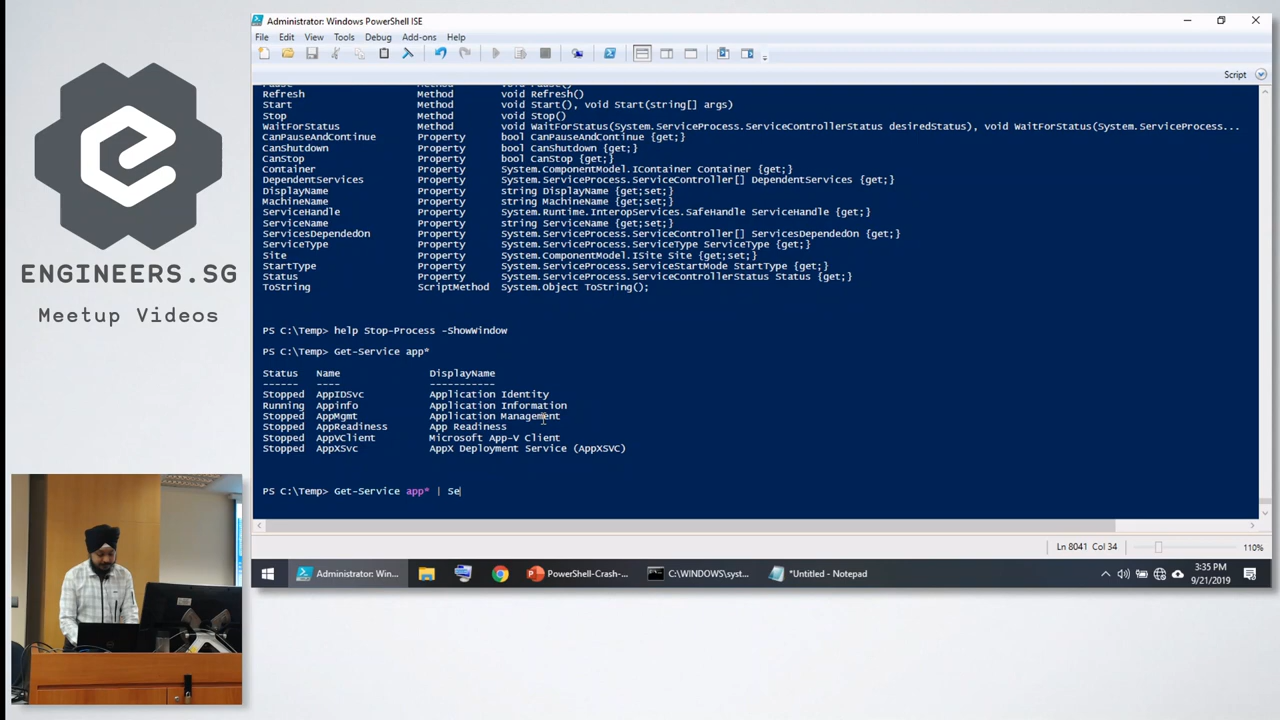 Administrator: Windows PowerShell ISE
File Edit View Tools Debug Add-ons Help
Script
Refresh Method void Refresh()
Start Method void Start(), void Start(string[] args)
Stop Method void Stop()
WaitForStatus Method void WaitForStatus(System.ServiceProcess.ServiceControllerStatus desiredStatus), void WaitForStatus(System.ServiceProcess...
CanPauseAndContinue Property bool CanPauseAndContinue {get;}
CanShutdown Property bool CanShutdown {get;}
CanStop Property bool CanStop {get;}
Container Property System.ComponentModel.IContainer Container {get;}
DependentServices Property System.ServiceProcess.ServiceController[] DependentServices {get;}
DisplayName Property string DisplayName {get;set;}
MachineName Property string MachineName {get;set;}
ServiceHandle Property System.Runtime.InteropServices.SafeHandle ServiceHandle {get;}
ServiceName Property string ServiceName {get;set;}
ServicesDependedOn Property System.ServiceProcess.ServiceController[] ServicesDependedOn {get;}
ServiceType Property System.ServiceProcess.ServiceType ServiceType {get;}
Site Property System.ComponentModel.ISite Site {get;set;}
StartType Property System.ServiceProcess.ServiceStartMode StartType {get;}
Status Property System.ServiceProcess.ServiceControllerStatus Status {get;}
ToString ScriptMethod System.Object ToString();
PS C:\Temp> help Stop-Process -ShowWindow
PS C:\Temp> Get-Service app*
Status Name DisplayName
------ ---- -----------
Stopped AppIDSvc Application Identity
Running Appinfo Application Information
Stopped AppMgmt Application Management
Stopped AppReadiness App Readiness
Stopped AppVClient Microsoft App-V Client
Stopped AppXSvc AppX Deployment Service (AppXSVC)
PS C:\Temp> Get-Service app* | Se
Ln 8041 Col 34 110%
Administrator: Win... PowerShell-Crash-... C:\WINDOWS\syst... *Untitled - Notepad
3:35 PM
9/21/2019
ENGINEERS.SG
Meetup Videos